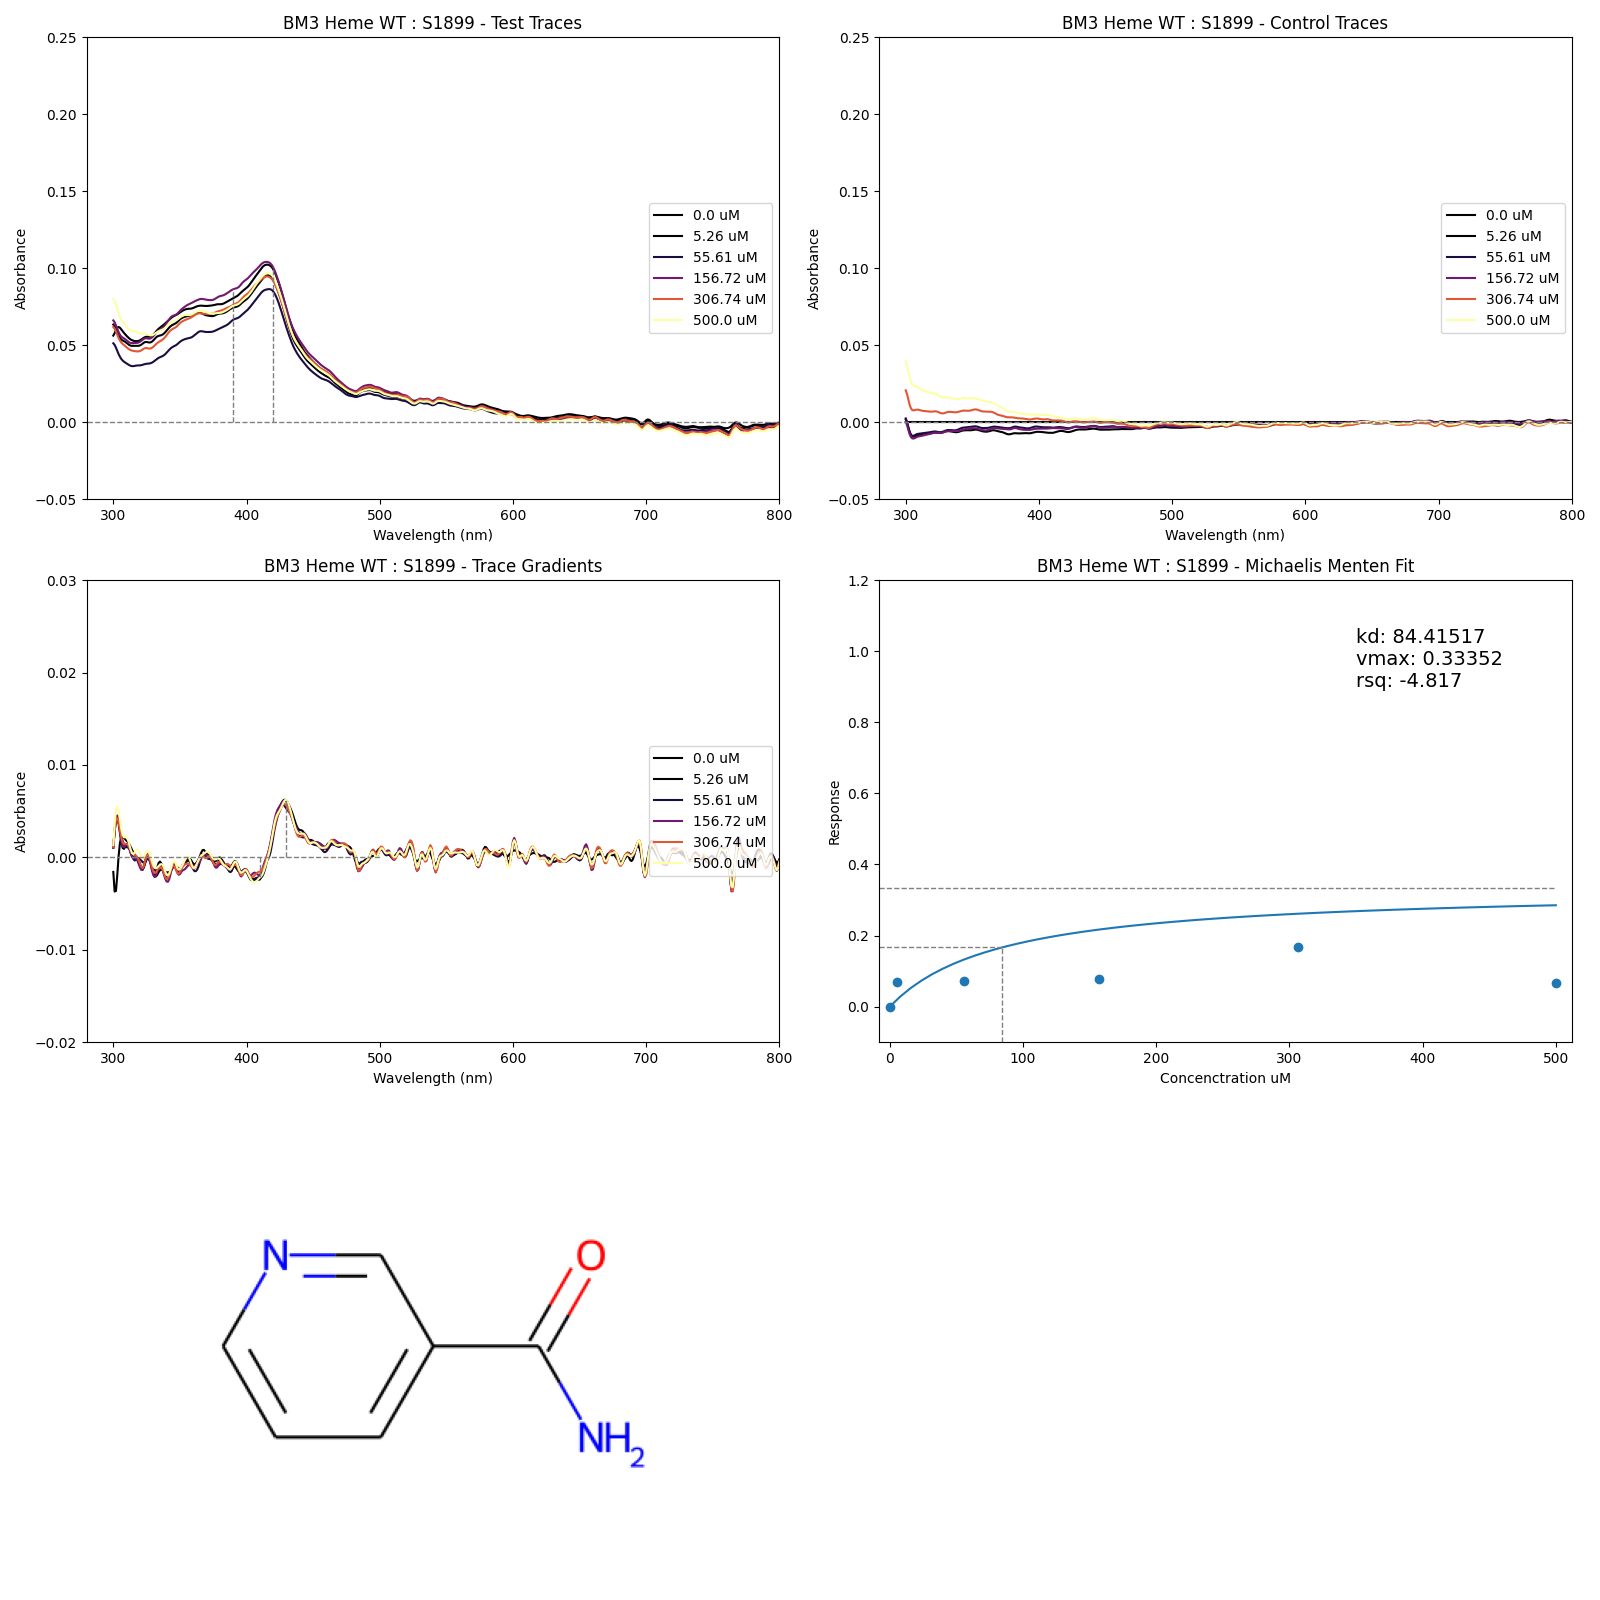 BM3 Heme WT : S1899 - Test Traces
0.25
0.20
0.15
0.10
0.05
0.00
−0.05
Absorbance
300 400 500 600 700 800
Wavelength (nm)
0.0 uM
5.26 uM
55.61 uM
156.72 uM
306.74 uM
500.0 uM
BM3 Heme WT : S1899 - Control Traces
0.25
0.20
0.15
0.10
0.05
0.00
−0.05
Absorbance
300 400 500 600 700 800
Wavelength (nm)
0.0 uM
5.26 uM
55.61 uM
156.72 uM
306.74 uM
500.0 uM
BM3 Heme WT : S1899 - Trace Gradients
0.03
0.02
0.01
0.00
−0.01
−0.02
Absorbance
300 400 500 600 700 800
Wavelength (nm)
0.0 uM
5.26 uM
55.61 uM
156.72 uM
306.74 uM
500.0 uM
BM3 Heme WT : S1899 - Michaelis Menten Fit
1.2
1.0
0.8
0.6
0.4
0.2
0.0
Response
0 100 200 300 400 500
Concenctration uM
kd: 84.41517
vmax: 0.33352
rsq: -4.817
N
O
NH2